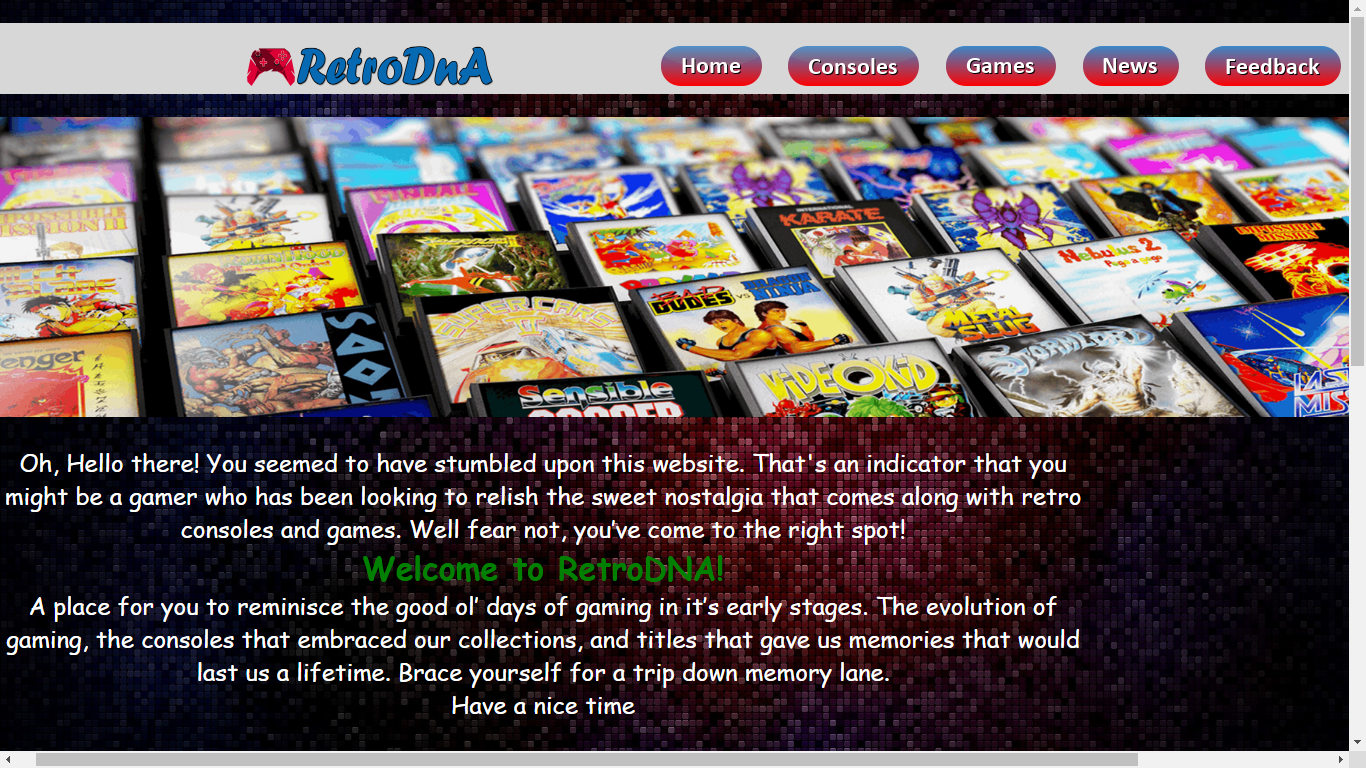 RetroDnA
Home
Consoles
Games
News
Feedback
INTERNATIONAL
KARATE
Nebulus 2
BAD
DUDES VS
METAL
SLUG
Sensible
SOCCER
VIDEOKID
STORMLORD
LAST
MISS
Oh, Hello there! You seemed to have stumbled upon this website. That's an indicator that you
might be a gamer who has been looking to relish the sweet nostalgia that comes along with retro
consoles and games. Well fear not, you've come to the right spot!
Welcome to RetroDNA!
A place for you to reminisce the good ol’ days of gaming in it’s early stages. The evolution of
gaming, the consoles that embraced our collections, and titles that gave us memories that would
last us a lifetime. Brace yourself for a trip down memory lane.
Have a nice time